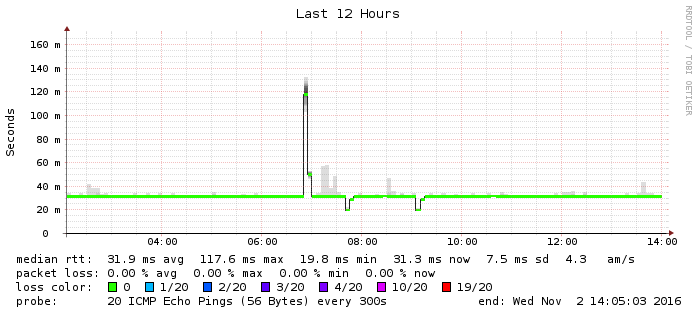 Last 12 Hours
RRDTOOL / TOBI OETIKER
Seconds
160 m
140 m
120 m
100 m
80 m
60 m
40 m
20 m
0
04:00 06:00 08:00 10:00 12:00 14:00
median rtt: 31.9 ms avg 117.6 ms max 19.8 ms min 31.3 ms now 7.5 ms sd 4.3 am/s
packet loss: 0.00 % avg 0.00 % max 0.00 % min 0.00 % now
loss color: 0 1/20 2/20 3/20 4/20 10/20 19/20
probe: 20 ICMP Echo Pings (56 Bytes) every 300s end: Wed Nov 2 14:05:03 2016